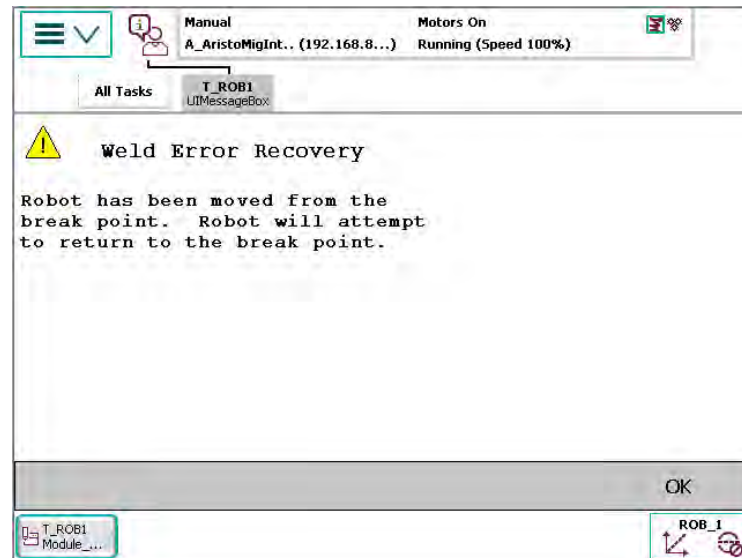 Manual
Motors On
A_AristoMigInt.. (192.168.8...)
Running (Speed 100%)
All Tasks
T_ROB1
UIMessageBox
Weld Error Recovery
Robot has been moved from the
break point. Robot will attempt
to return to the break point.
OK
T_ROB1
Module_...
ROB_1